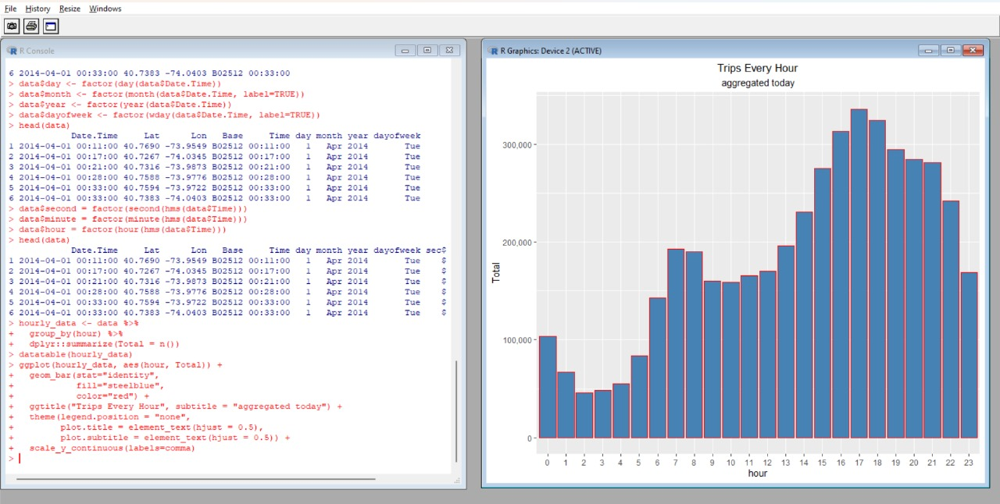 File History Resize Windows
R Console
6 2014-04-01 00:33:00 40.7383 -74.0403 B02512 00:33:00
> data$day <- factor(day(data$Date.Time))
> data$month <- factor(month(data$Date.Time, label=TRUE))
> data$year <- factor(year(data$Date.Time))
> data$dayofweek <- factor(wday(data$Date.Time, label=TRUE))
> head(data)
Date.Time Lat Lon Base Time day month year dayofweek
1 2014-04-01 00:11:00 40.7690 -73.9549 B02512 00:11:00 1 Apr 2014 Tue
2 2014-04-01 00:17:00 40.7267 -74.0345 B02512 00:17:00 1 Apr 2014 Tue
3 2014-04-01 00:21:00 40.7316 -73.9873 B02512 00:21:00 1 Apr 2014 Tue
4 2014-04-01 00:28:00 40.7588 -73.9776 B02512 00:28:00 1 Apr 2014 Tue
5 2014-04-01 00:33:00 40.7594 -73.9722 B02512 00:33:00 1 Apr 2014 Tue
6 2014-04-01 00:33:00 40.7383 -74.0403 B02512 00:33:00 1 Apr 2014 Tue
> data$second = factor(second(hms(data$Time)))
> data$minute = factor(minute(hms(data$Time)))
> data$hour = factor(hour(hms(data$Time)))
> head(data)
Date.Time Lat Lon Base Time day month year dayofweek sec$
1 2014-04-01 00:11:00 40.7690 -73.9549 B02512 00:11:00 1 Apr 2014 Tue $
2 2014-04-01 00:17:00 40.7267 -74.0345 B02512 00:17:00 1 Apr 2014 Tue $
3 2014-04-01 00:21:00 40.7316 -73.9873 B02512 00:21:00 1 Apr 2014 Tue $
4 2014-04-01 00:28:00 40.7588 -73.9776 B02512 00:28:00 1 Apr 2014 Tue $
5 2014-04-01 00:33:00 40.7594 -73.9722 B02512 00:33:00 1 Apr 2014 Tue $
6 2014-04-01 00:33:00 40.7383 -74.0403 B02512 00:33:00 1 Apr 2014 Tue $
> hourly_data <- data %>%
+ group_by(hour) %>%
+ dplyr::summarize(Total = n())
> datatable(hourly_data)
> ggplot(hourly_data, aes(hour, Total)) +
+ geom_bar(stat="identity",
+ fill="steelblue",
+ color="red") +
+ ggtitle("Trips Every Hour", subtitle = "aggregated today") +
+ theme(legend.position = "none",
+ plot.title = element_text(hjust = 0.5),
+ plot.subtitle = element_text(hjust = 0.5)) +
+ scale_y_continuous(labels=comma)
>
R Graphics: Device 2 (ACTIVE)
Trips Every Hour
aggregated today
300,000
200,000
100,000
0
Total
0 1 2 3 4 5 6 7 8 9 10 11 12 13 14 15 16 17 18 19 20 21 22 23
hour